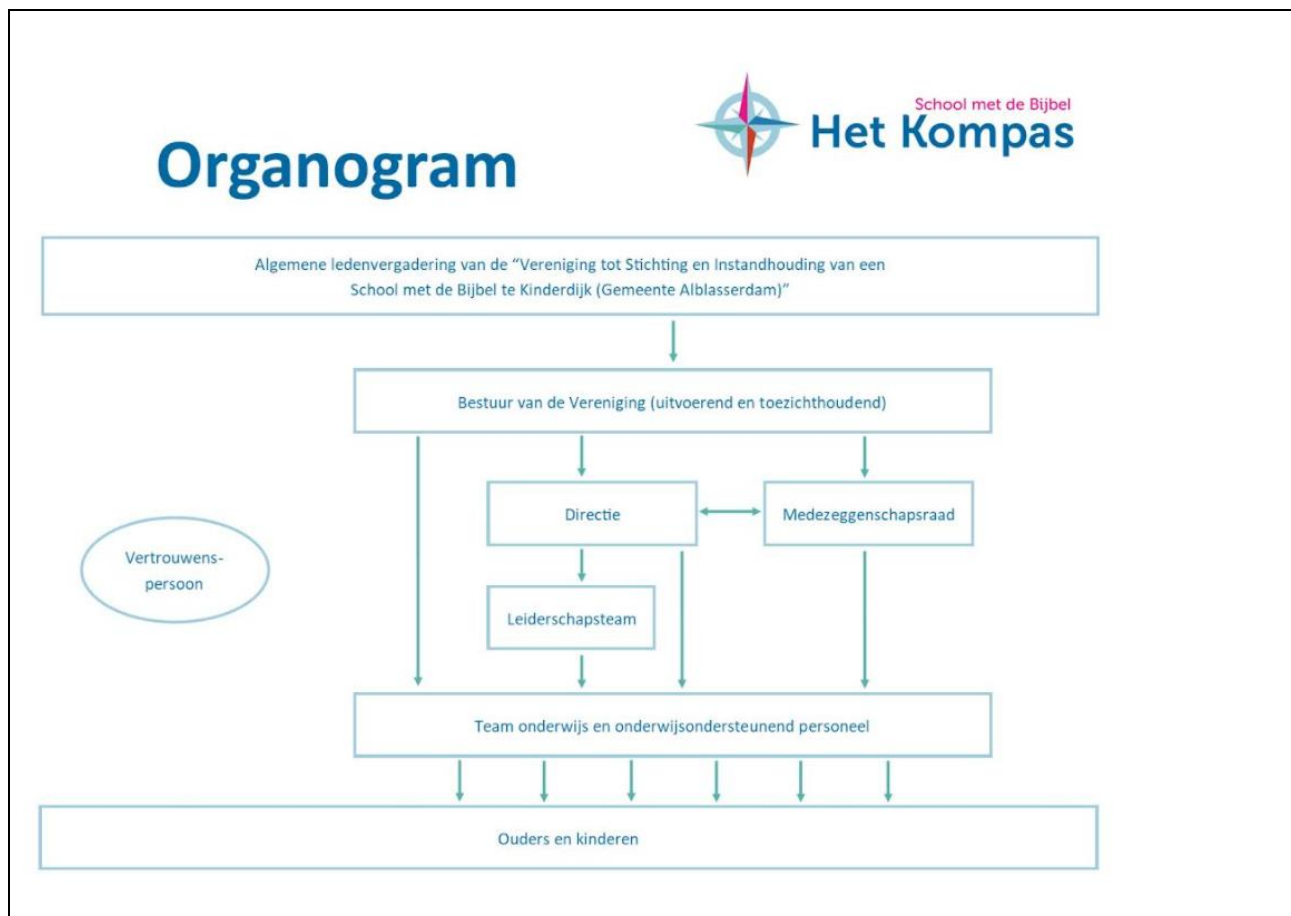 School met de Bijbel
Het Kompas
Organogram
Algemene ledenvergadering van de “Vereniging tot Stichting en Instandhouding van een
School met de Bijbel te Kinderdijk (Gemeente Alblasserdam)”
Bestuur van de Vereniging (uitvoerend en toezichthoudend)
Directie
Medezeggenschapsraad
Vertrouwens-
persoon
Leiderschapsteam
Team onderwijs en onderwijsondersteunend personeel
Ouders en kinderen